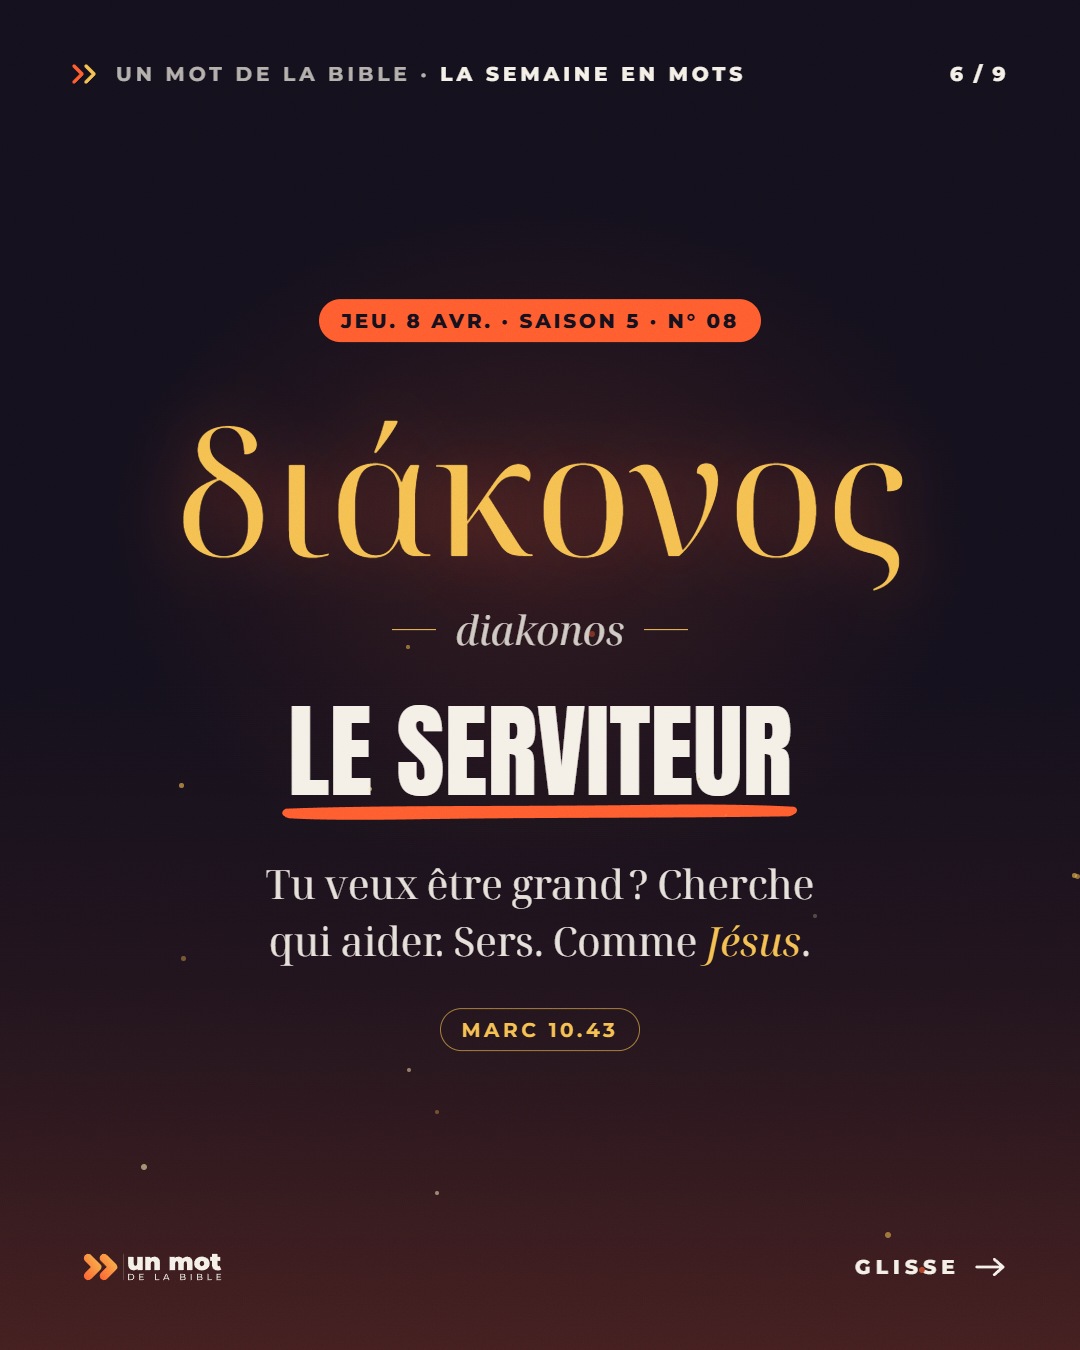 UN MOT DE LA BIBLE · LA SEMAINE EN MOTS
6 / 9
JEU. 8 AVR. · SAISON 5 · N° 08
διάκονος
diakonos
LE SERVITEUR
Tu veux être grand ? Cherche
qui aider. Sers. Comme Jésus.
MARC 10.43
un mot
DE LA BIBLE
GLISSE →